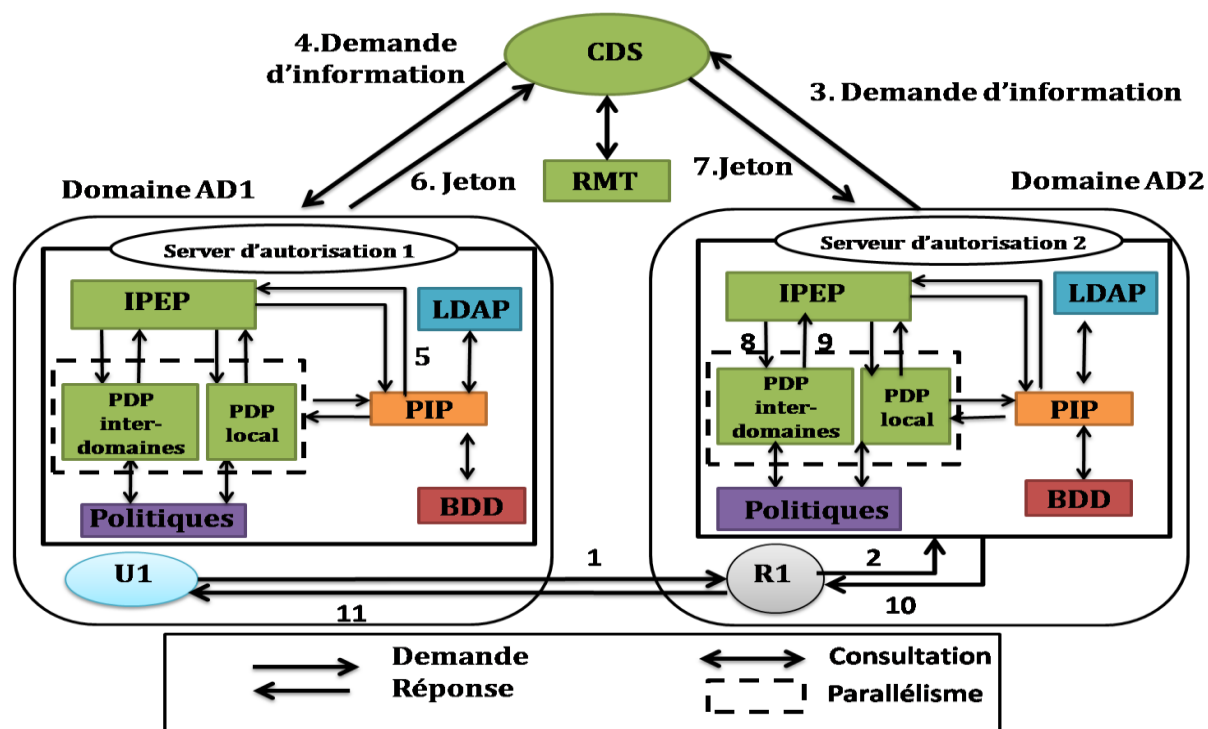 4.Demande
d'information
CDS
3. Demande d'information
RMT
6. Jeton
7.Jeton
Domaine AD1
Domaine AD2
Server d'autorisation 1
IPEP
LDAP
5
PDP
inter-
domaines
PDP
local
PIP
Politiques
BDD
Serveur d'autorisation 2
IPEP
LDAP
8
9
PDP
inter-
domaines
PDP
local
PIP
Politiques
BDD
U1
1
R1
2
11
10
Demande
Réponse
Consultation
Parallélisme